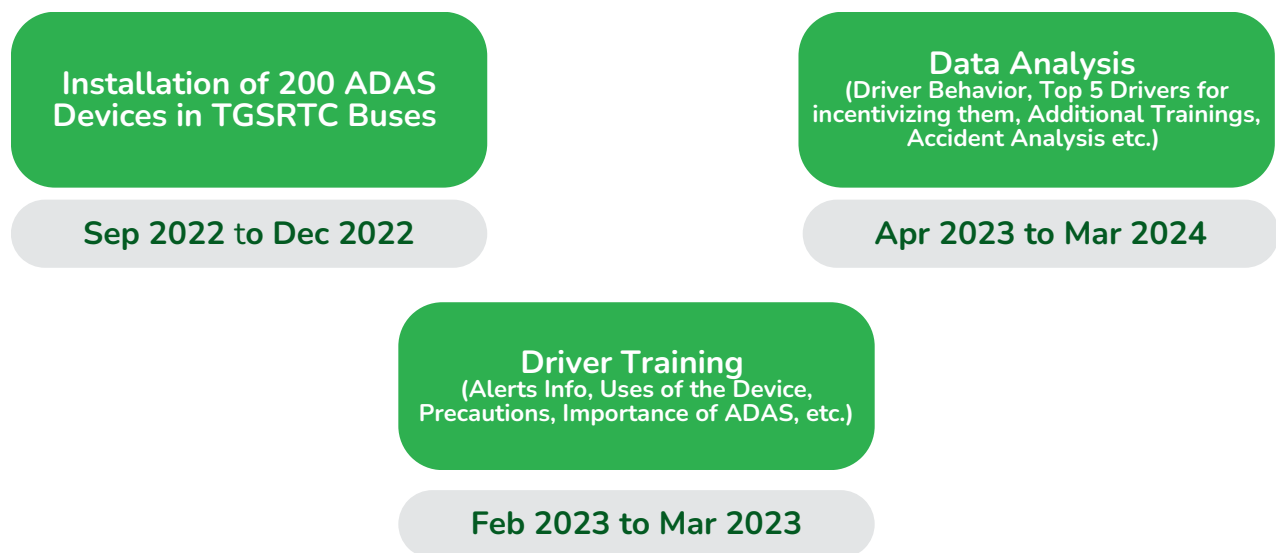 Installation of 200 ADAS
Devices in TGSRTC Buses
Sep 2022 to Dec 2022
Data Analysis
(Driver Behavior, Top 5 Drivers for
incentivizing them, Additional Trainings,
Accident Analysis etc.)
Apr 2023 to Mar 2024
Driver Training
(Alerts Info, Uses of the Device,
Precautions, Importance of ADAS, etc.)
Feb 2023 to Mar 2023